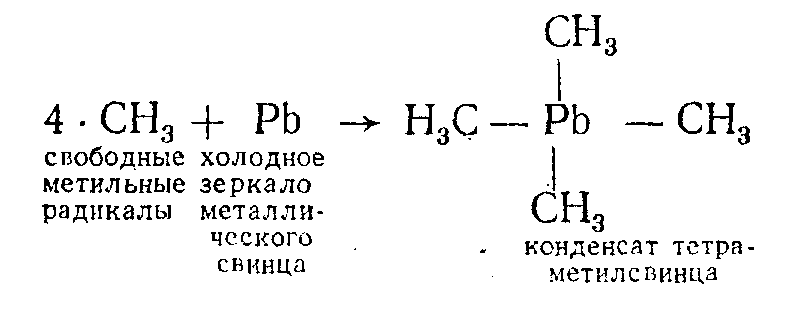 CH₃
4 · CH₃ + Pb → H₃C — Pb — CH₃
CH₃
свободные
метильные
радикалы
холодное
зеркало
металли-
ческого
свинца
конденсат тетра-
метилсвинца